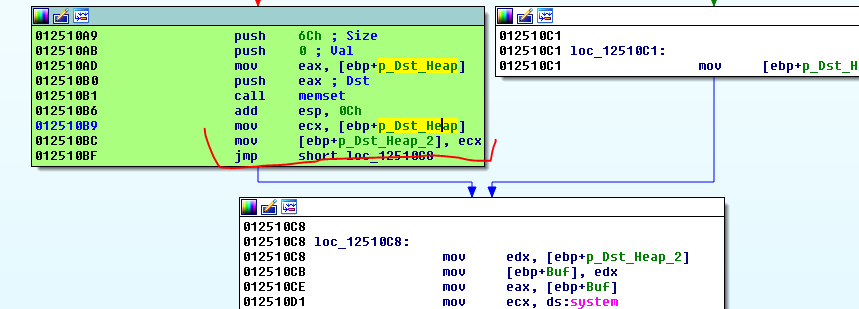 012510A9 push 6Ch ; Size
012510AB push 0 ; Val
012510AD mov eax, [ebp+p_Dst_Heap]
012510B0 push eax ; Dst
012510B1 call memset
012510B6 add esp, 0Ch
012510B9 mov ecx, [ebp+p_Dst_Heap]
012510BC mov [ebp+p_Dst_Heap_2], ecx
012510BF jmp short loc_12510C8
012510C1
012510C1 loc_12510C1:
012510C1 mov [ebp+p_Dst_H
012510C8
012510C8 loc_12510C8:
012510C8 mov edx, [ebp+p_Dst_Heap_2]
012510CB mov [ebp+Buf], edx
012510CE mov eax, [ebp+Buf]
012510D1 mov ecx, ds:system